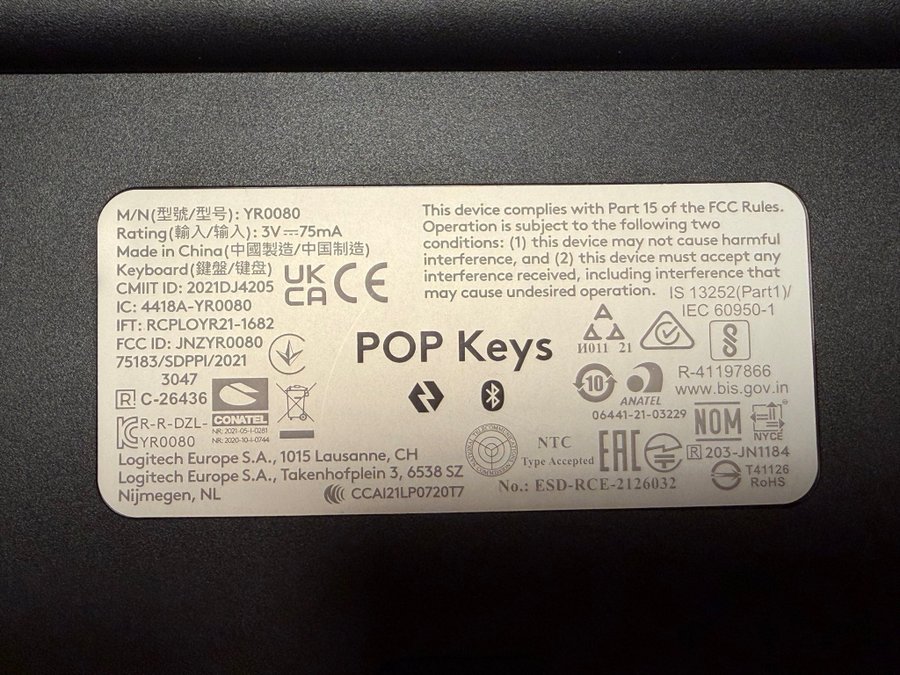 M/N(型號/型号): YR0080
Rating(輸入/输入): 3V⎓75mA
Made in China(中國製造/中国制造)
Keyboard(鍵盤/键盘)
CMIIT ID: 2021DJ4205
IC: 4418A-YR0080
IFT: RCPLOYR21-1682
FCC ID: JNZYR0080
75183/SDPPI/2021
3047
R C-26436
R-R-DZL-
YR0080
UK
CA CE
CONATEL
NR: 2021-05-I-0281
NR: 2020-10-I-0744
Logitech Europe S.A., 1015 Lausanne, CH
Logitech Europe S.A., Takenhofplein 3, 6538 SZ
Nijmegen, NL
CCAI21LP0720T7
This device complies with Part 15 of the FCC Rules.
Operation is subject to the following two
conditions: (1) this device may not cause harmful
interference, and (2) this device must accept any
interference received, including interference that
may cause undesired operation.
IS 13252(Part1)/
IEC 60950-1
POP Keys
И011 21
R-41197866
www.bis.gov.in
10
ANATEL
06441-21-03229
NOM
NYCE
NTC
Type Accepted
No.: ESD-RCE-2126032
EAC
R 203-JN1184
T41126
RoHS